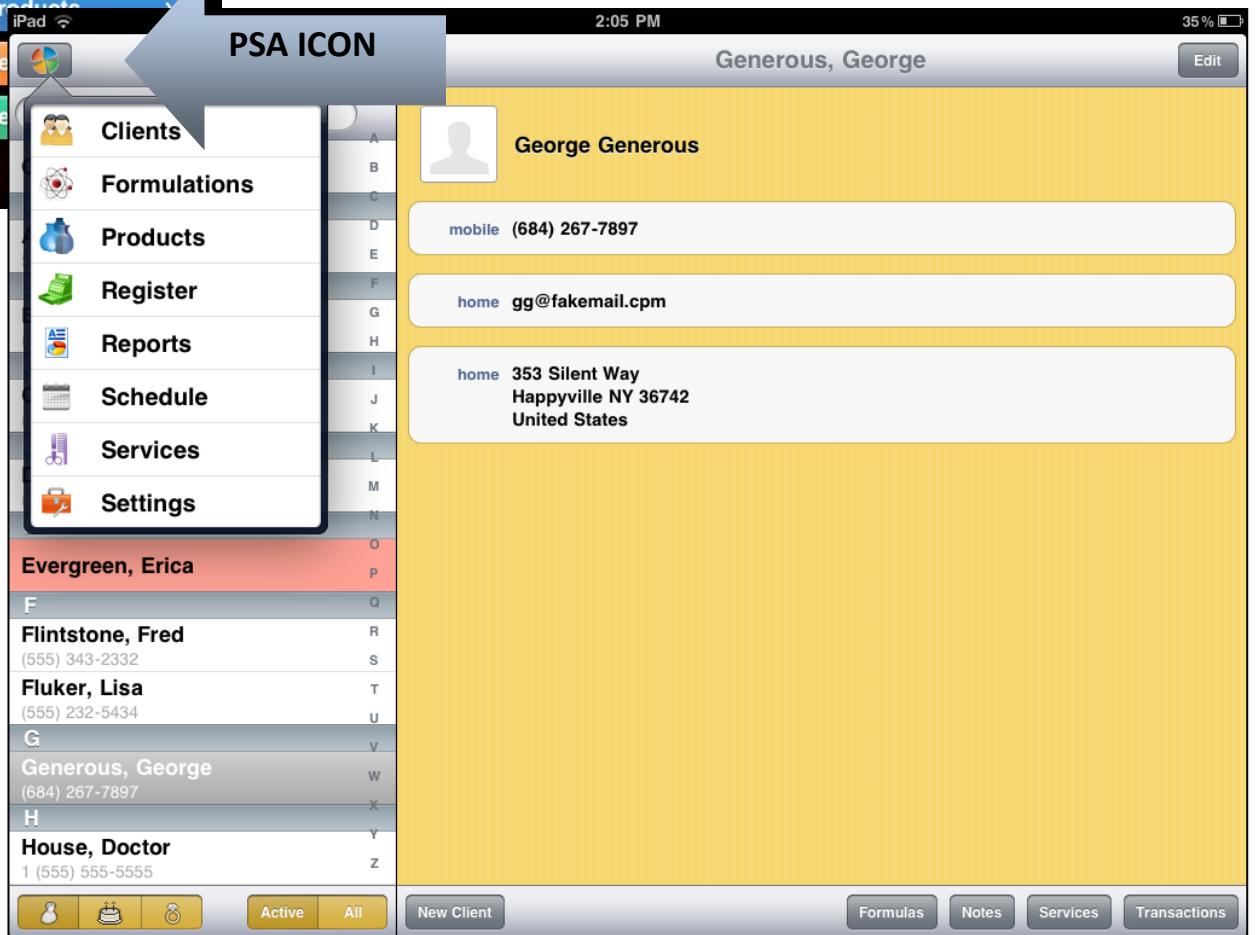 roducts
iPad
2:05 PM
35%
PSA ICON
Generous, George
Edit
Clients
Formulations
Products
Register
Reports
Schedule
Services
Settings
Evergreen, Erica
F
Flintstone, Fred
(555) 343-2332
Fluker, Lisa
(555) 232-5434
G
Generous, George
(684) 267-7897
H
House, Doctor
1 (555) 555-5555
A
B
C
D
E
F
G
H
I
J
K
L
M
N
O
P
Q
R
S
T
U
V
W
X
Y
Z
Active All
George Generous
mobile (684) 267-7897
home gg@fakemail.cpm
home 353 Silent Way
Happyville NY 36742
United States
New Client
Formulas Notes Services Transactions